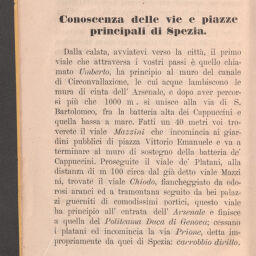 Conoscenza delle vie e piazze
principali di Spezia.
Dalla calata, avviatevi verso la città, il primo
viale che attraversa i vostri passi è quello chia-
mato Umberto, ha principio al muro del canale
di Circonvallazione, le cui acque lambiscono le
mura di cinta dell' Arsenale, e dopo aver percor-
si più che 1000 m. si unisce alla via di S.
Bartolomeo, fra la batteria alta dei Cappuccini e
quella bassa a mare. Fatti un 40 metri voi tro-
verete il viale Mazzini che incomincia ai giar-
dini pubblici di piazza Vittorio Emanuele e va a
terminare al muro di sostegno della batteria de'
Cappuccini. Proseguite il viale de' Platani, alla
distanza di m 100 circa dal già detto viale Mazzi
ni, trovate il viale Chiodo, fiancheggiato da edo-
rosi aranci ed a tramontana seguito da bei palaz-
zi guerniti di comodissimi portici, questo viale
ha principio all' entrata dell' Arsenale e finisce
a quella del Politeama Duca di Genova; cessano
i platani ed incomincia la via Prione, detta im-
propriamente da quei di Spezia: cacrobbio dirillo.